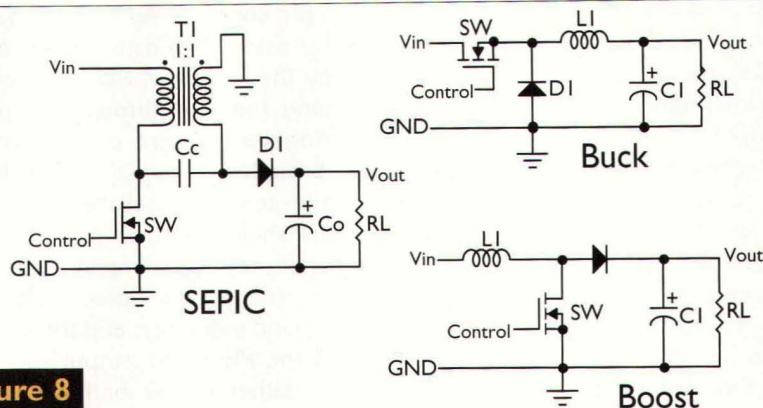 T1
1:1
Vin
Cc
D1
Vout
SW
Co
RL
Control
GND
SEPIC
SW
L1
Vin
Vout
Control
D1
C1
RL
GND
Buck
L1
Vin
Vout
SW
C1
RL
Control
GND
Boost
ure 8